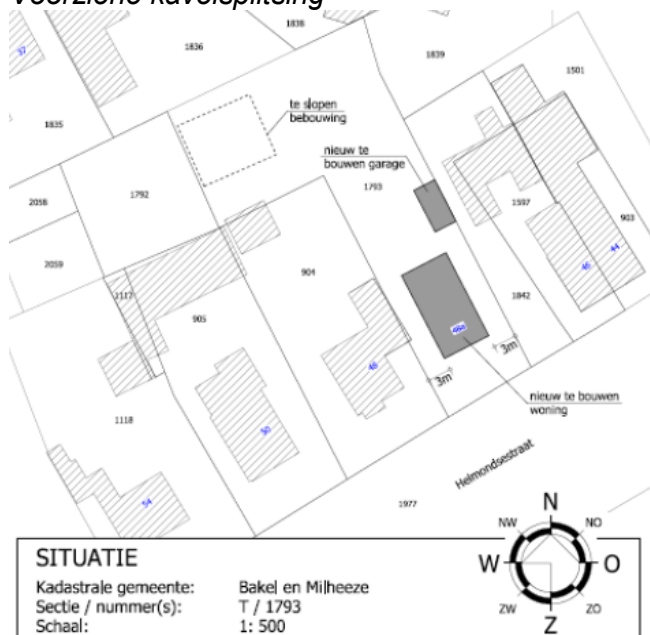 Voorziene kavelsplitsing
37
1836
1838
1839
1501
te slopen
bebouwing
1835
nieuw te
bouwen garage
2058
1792
1793
1597
903
44
46
2059
904
1117
905
1842
46a
3m
3m
48
nieuw te bouwen
woning
1118
50
Helmondsestraat
1977
54
N
NW
NO
W
O
ZW
ZO
Z
SITUATIE
Kadastrale gemeente: Bakel en Milheeze
Sectie / nummer(s): T / 1793
Schaal: 1: 500